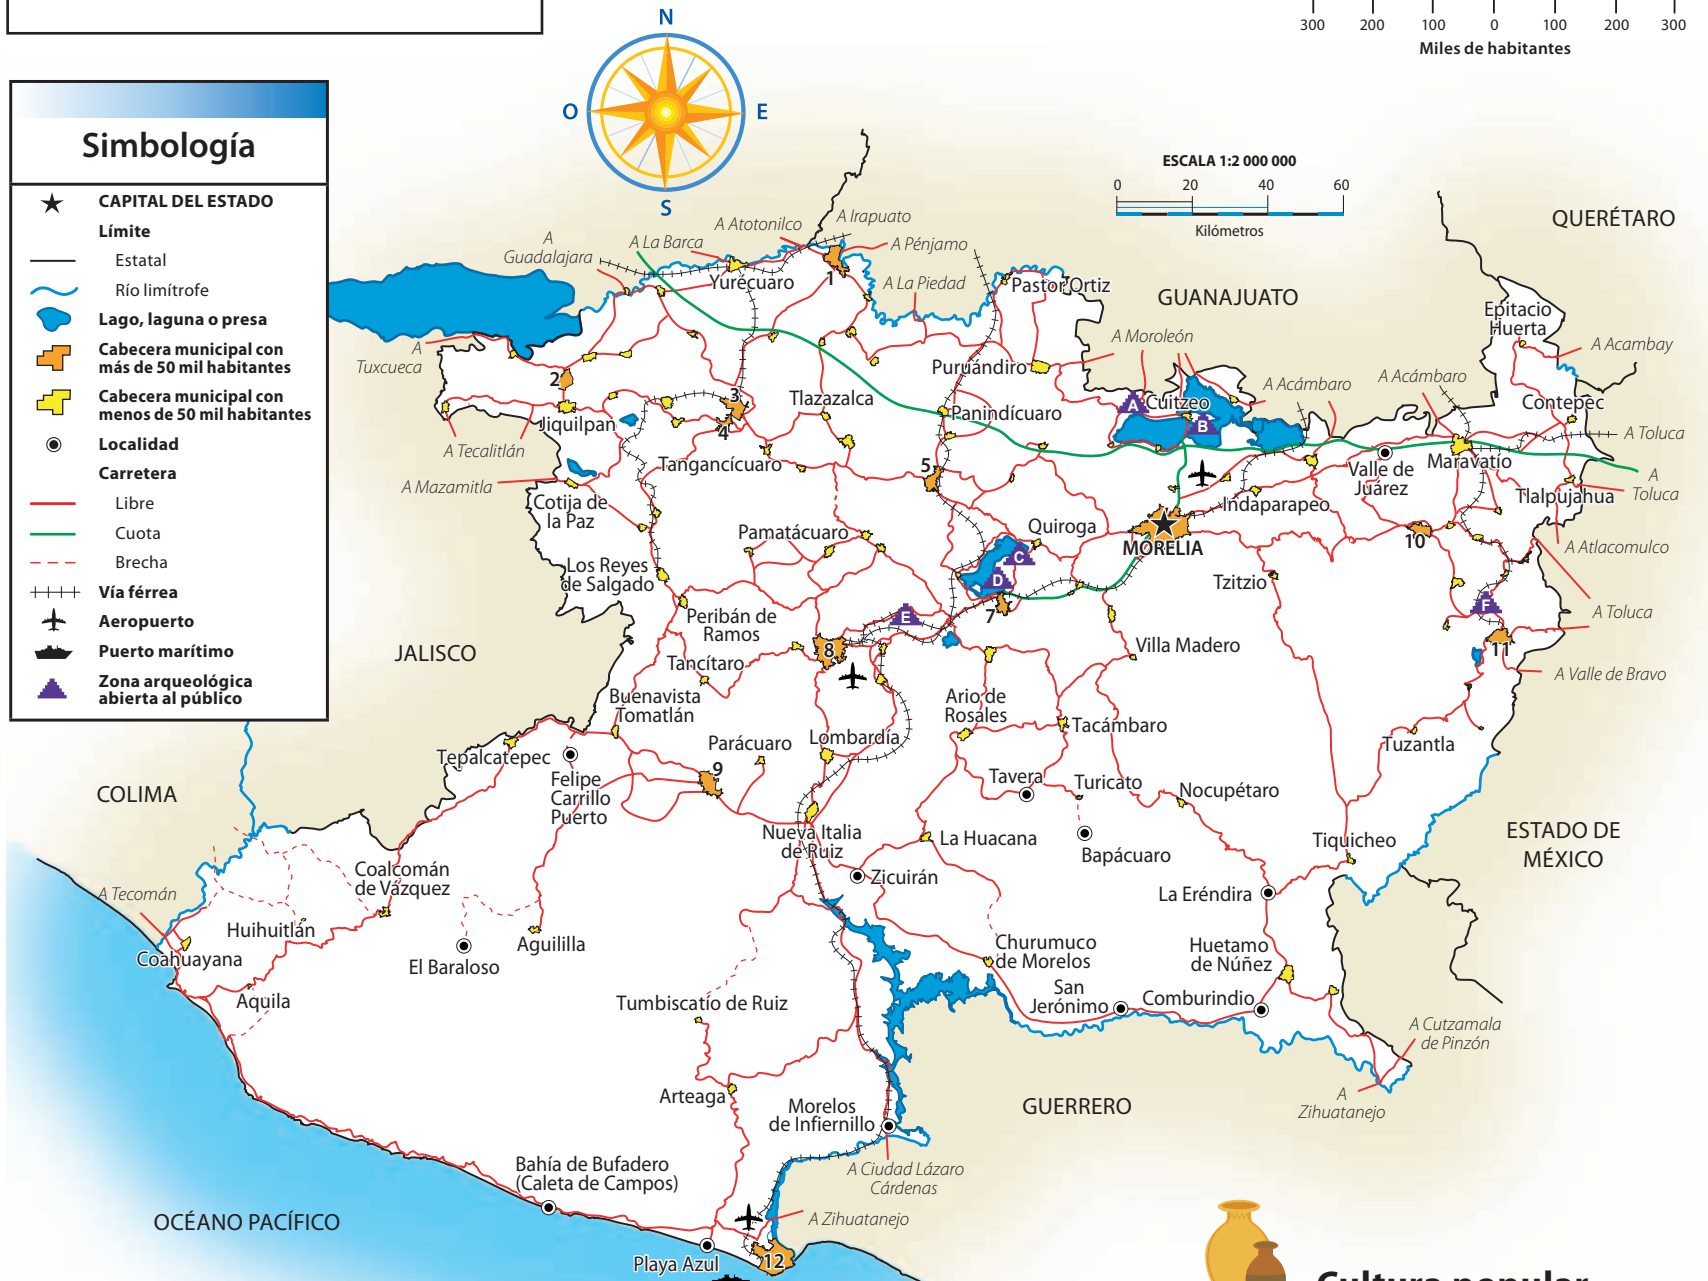 300 200 100 0 100 200 300
Miles de habitantes
N
O
E
S
Simbología
CAPITAL DEL ESTADO
Límite
Estatal
Río limítrofe
Lago, laguna o presa
Cabecera municipal con
más de 50 mil habitantes
Cabecera municipal con
menos de 50 mil habitantes
Localidad
Carretera
Libre
Cuota
Brecha
Vía férrea
Aeropuerto
Puerto marítimo
Zona arqueológica
abierta al público
ESCALA 1:2 000 000
0 20 40 60
Kilómetros
QUERÉTARO
GUANAJUATO
JALISCO
COLIMA
ESTADO DE
MÉXICO
GUERRERO
OCÉANO PACÍFICO
A
Guadalajara
A La Barca
A Atotonilco
A Irapuato
A Pénjamo
A La Piedad
A
Tuxcueca
A Tecalitlán
A Mazamitla
A Moroleón
A Acámbaro
A Acámbaro
A Acambay
A Toluca
A
Toluca
A Atlacomulco
A Toluca
A Valle de Bravo
A Tecomán
A Cutzamala
de Pinzón
A
Zihuatanejo
A Ciudad Lázaro
Cárdenas
A Zihuatanejo
Yurécuaro
1
Pastor Ortiz
Epitacio
Huerta
Puruándiro
2
Jiquilpan
3
4
Tlazazalca
Panindícuaro
A
Cuitzeo
B
Contepec
Tangancícuaro
5
Valle de
Juárez
Maravatío
Cotija de
la Paz
Indaparapeo
Tlalpujahua
Pamatácuaro
Quiroga
MORELIA
10
Los Reyes
de Salgado
C
D
Tzitzio
Peribán de
Ramos
E
7
F
8
Villa Madero
11
Tancítaro
Buenavista
Tomatlán
Ario de
Rosales
Tacámbaro
Tepalcatepec
Parácuaro
Lombardía
Tuzantla
Felipe
Carrillo
Puerto
9
Tavera
Turicato
Nocupétaro
Nueva Italia
de Ruiz
La Huacana
Bapácuaro
Tiquicheo
Coalcomán
de Vázquez
Zicuirán
La Eréndira
Huihuitlán
Coahuayana
Aguililla
El Baraloso
Churumuco
de Morelos
Huetamo
de Núñez
Aquila
Tumbiscatío de Ruiz
San
Jerónimo
Comburindio
Arteaga
Morelos
de Infiernillo
Bahía de Bufadero
(Caleta de Campos)
Playa Azul
12
Cultura popular